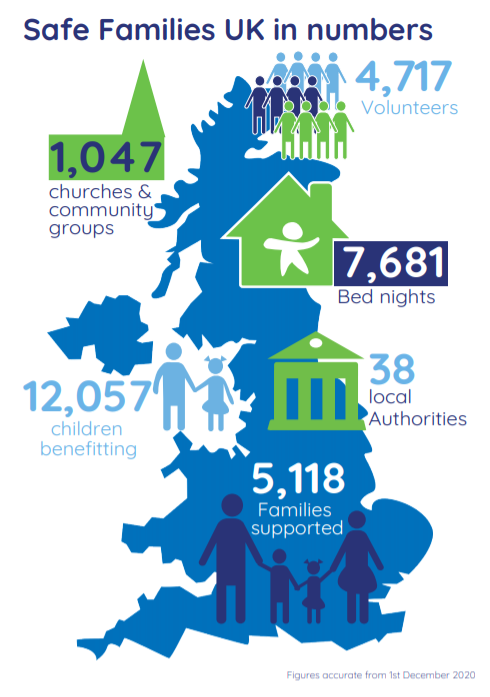 Safe Families UK in numbers
4,717
Volunteers
1,047
churches &
community
groups
7,681
Bed nights
12,057
children
benefitting
38
local
Authorities
5,118
Families
supported
Figures accurate from 1st December 2020